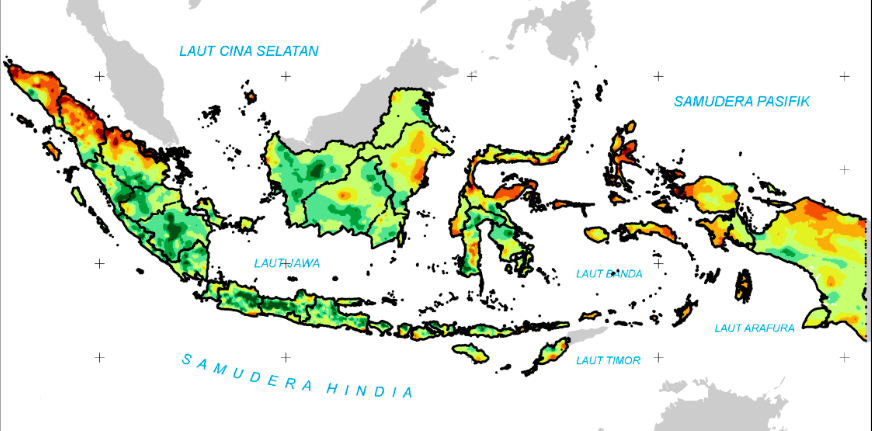 LAUT CINA SELATAN
SAMUDERA PASIFIK
LAUT JAWA
LAUT BANDA
LAUT ARAFURA
LAUT TIMOR
SAMUDERA HINDIA